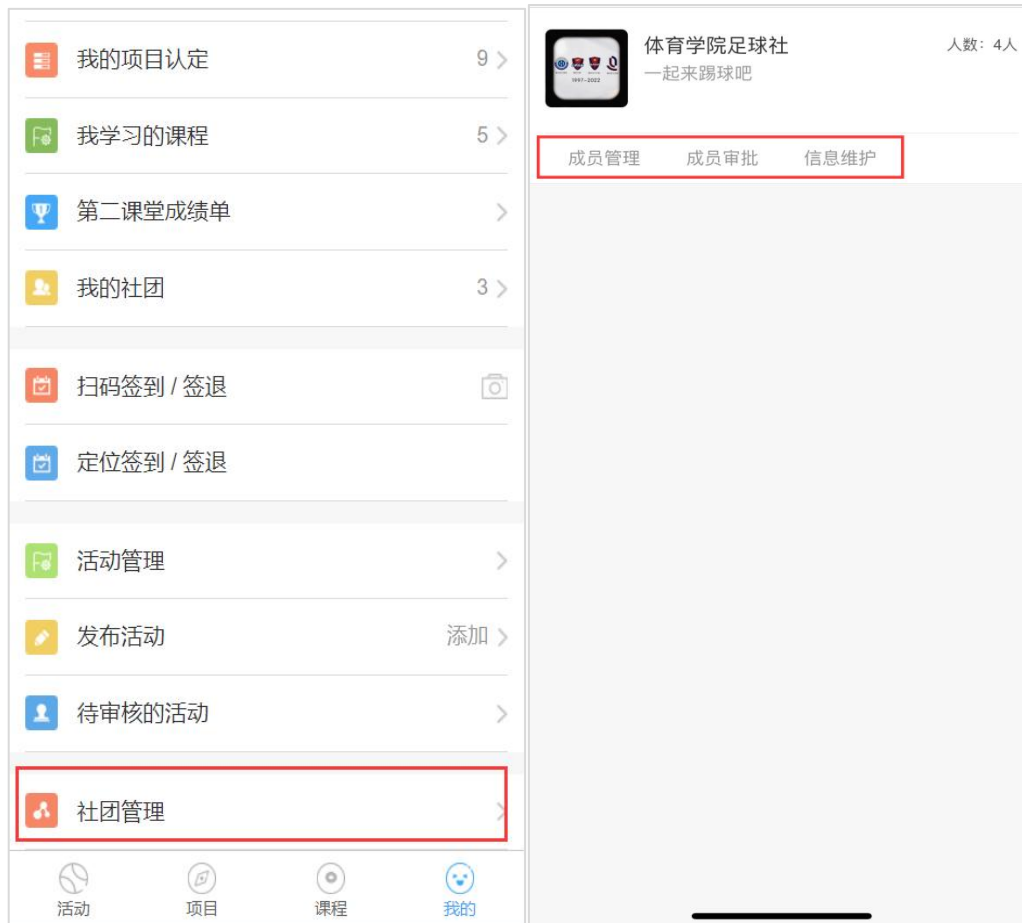 我的项目认定 9
我学习的课程 5
第二课堂成绩单
我的社团 3
扫码签到 / 签退
定位签到 / 签退
活动管理
发布活动 添加
待审核的活动
社团管理
活动 项目 课程 我的
体育学院足球社 人数：4人
一起来踢球吧
1997-2022
成员管理 成员审批 信息维护